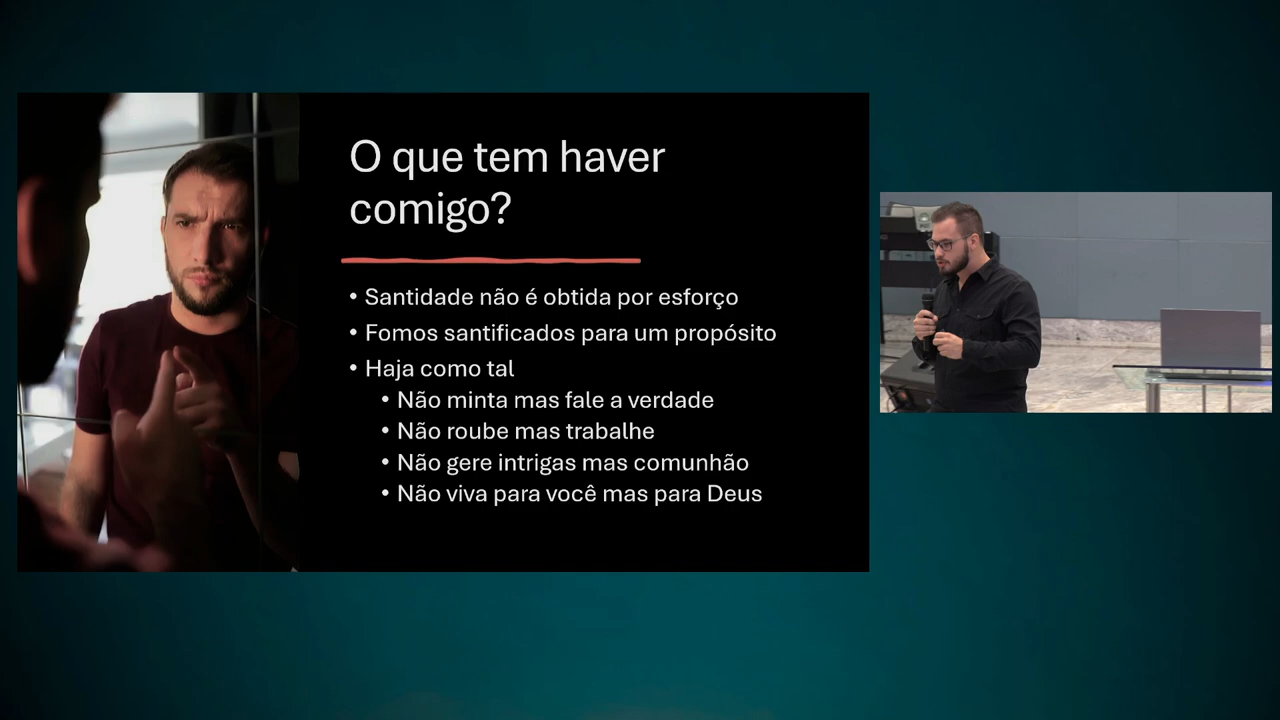 O que tem haver
comigo?
• Santidade não é obtida por esforço
• Fomos santificados para um propósito
• Haja como tal
• Não minta mas fale a verdade
• Não roube mas trabalhe
• Não gere intrigas mas comunhão
• Não viva para você mas para Deus